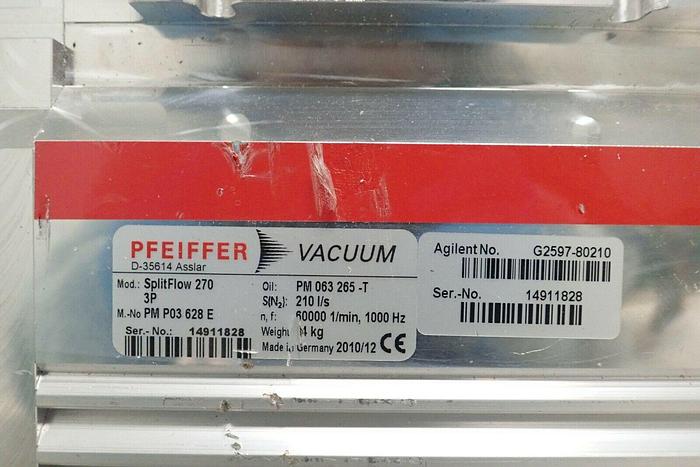 PFEIFFER VACUUM
D-35614 Asslar
Mod.: SplitFlow 270
3P
M.-No PM P03 628 E
Ser.-No.: 14911828
Oil: PM 063 265 -T
S(N₂): 210 l/s
n, f: 60000 1/min, 1000 Hz
Weight kg
Made in Germany 2010/12 CE
Agilent No. G2597-80210
Ser.-No. 14911828